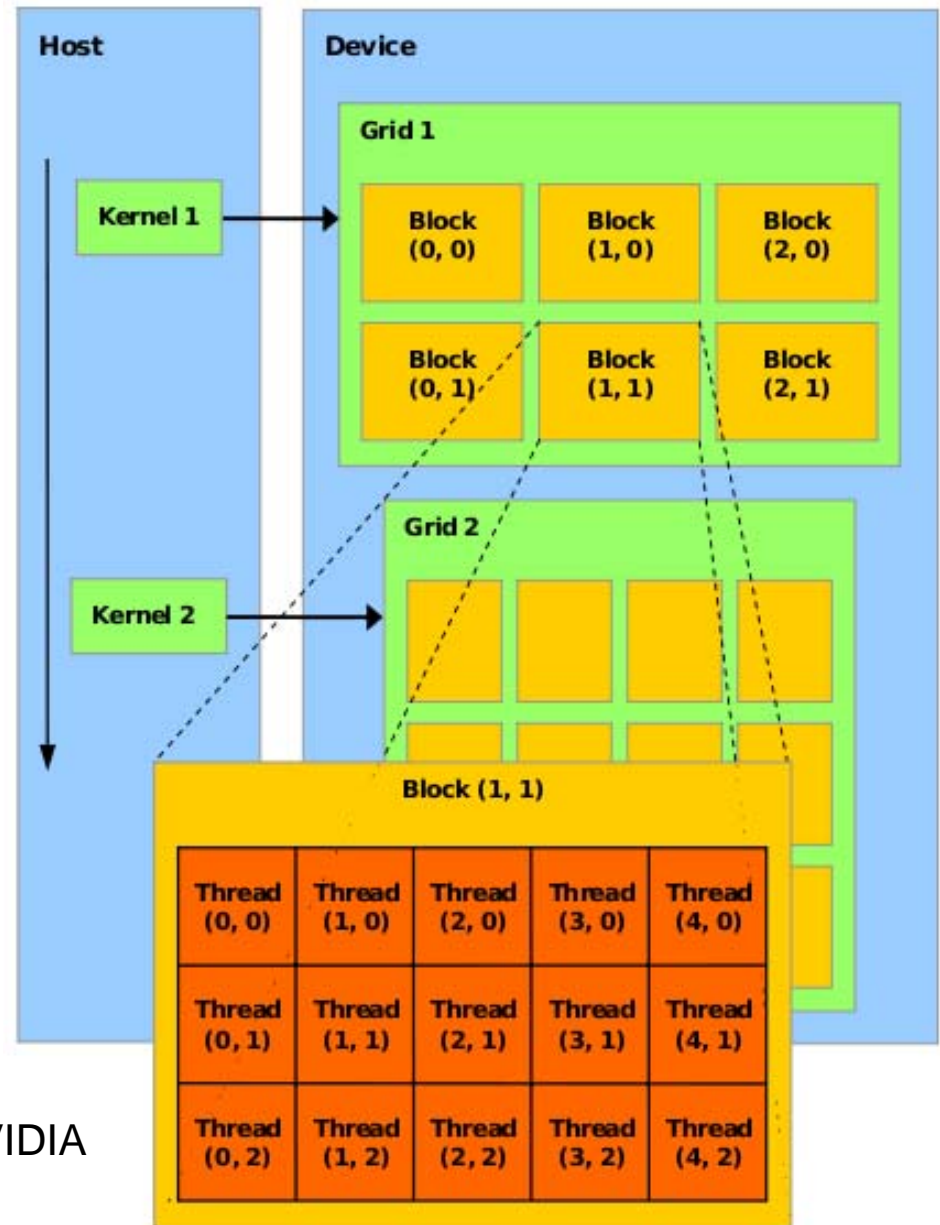 Host
Device
Grid 1
Kernel 1
Block
(0, 0)
Block
(1, 0)
Block
(2, 0)
Block
(0, 1)
Block
(1, 1)
Block
(2, 1)
Grid 2
Kernel 2
Block (1, 1)
Thread
(0, 0)
Thread
(1, 0)
Thread
(2, 0)
Thread
(3, 0)
Thread
(4, 0)
Thread
(0, 1)
Thread
(1, 1)
Thread
(2, 1)
Thread
(3, 1)
Thread
(4, 1)
Thread
(0, 2)
Thread
(1, 2)
Thread
(2, 2)
Thread
(3, 2)
Thread
(4, 2)